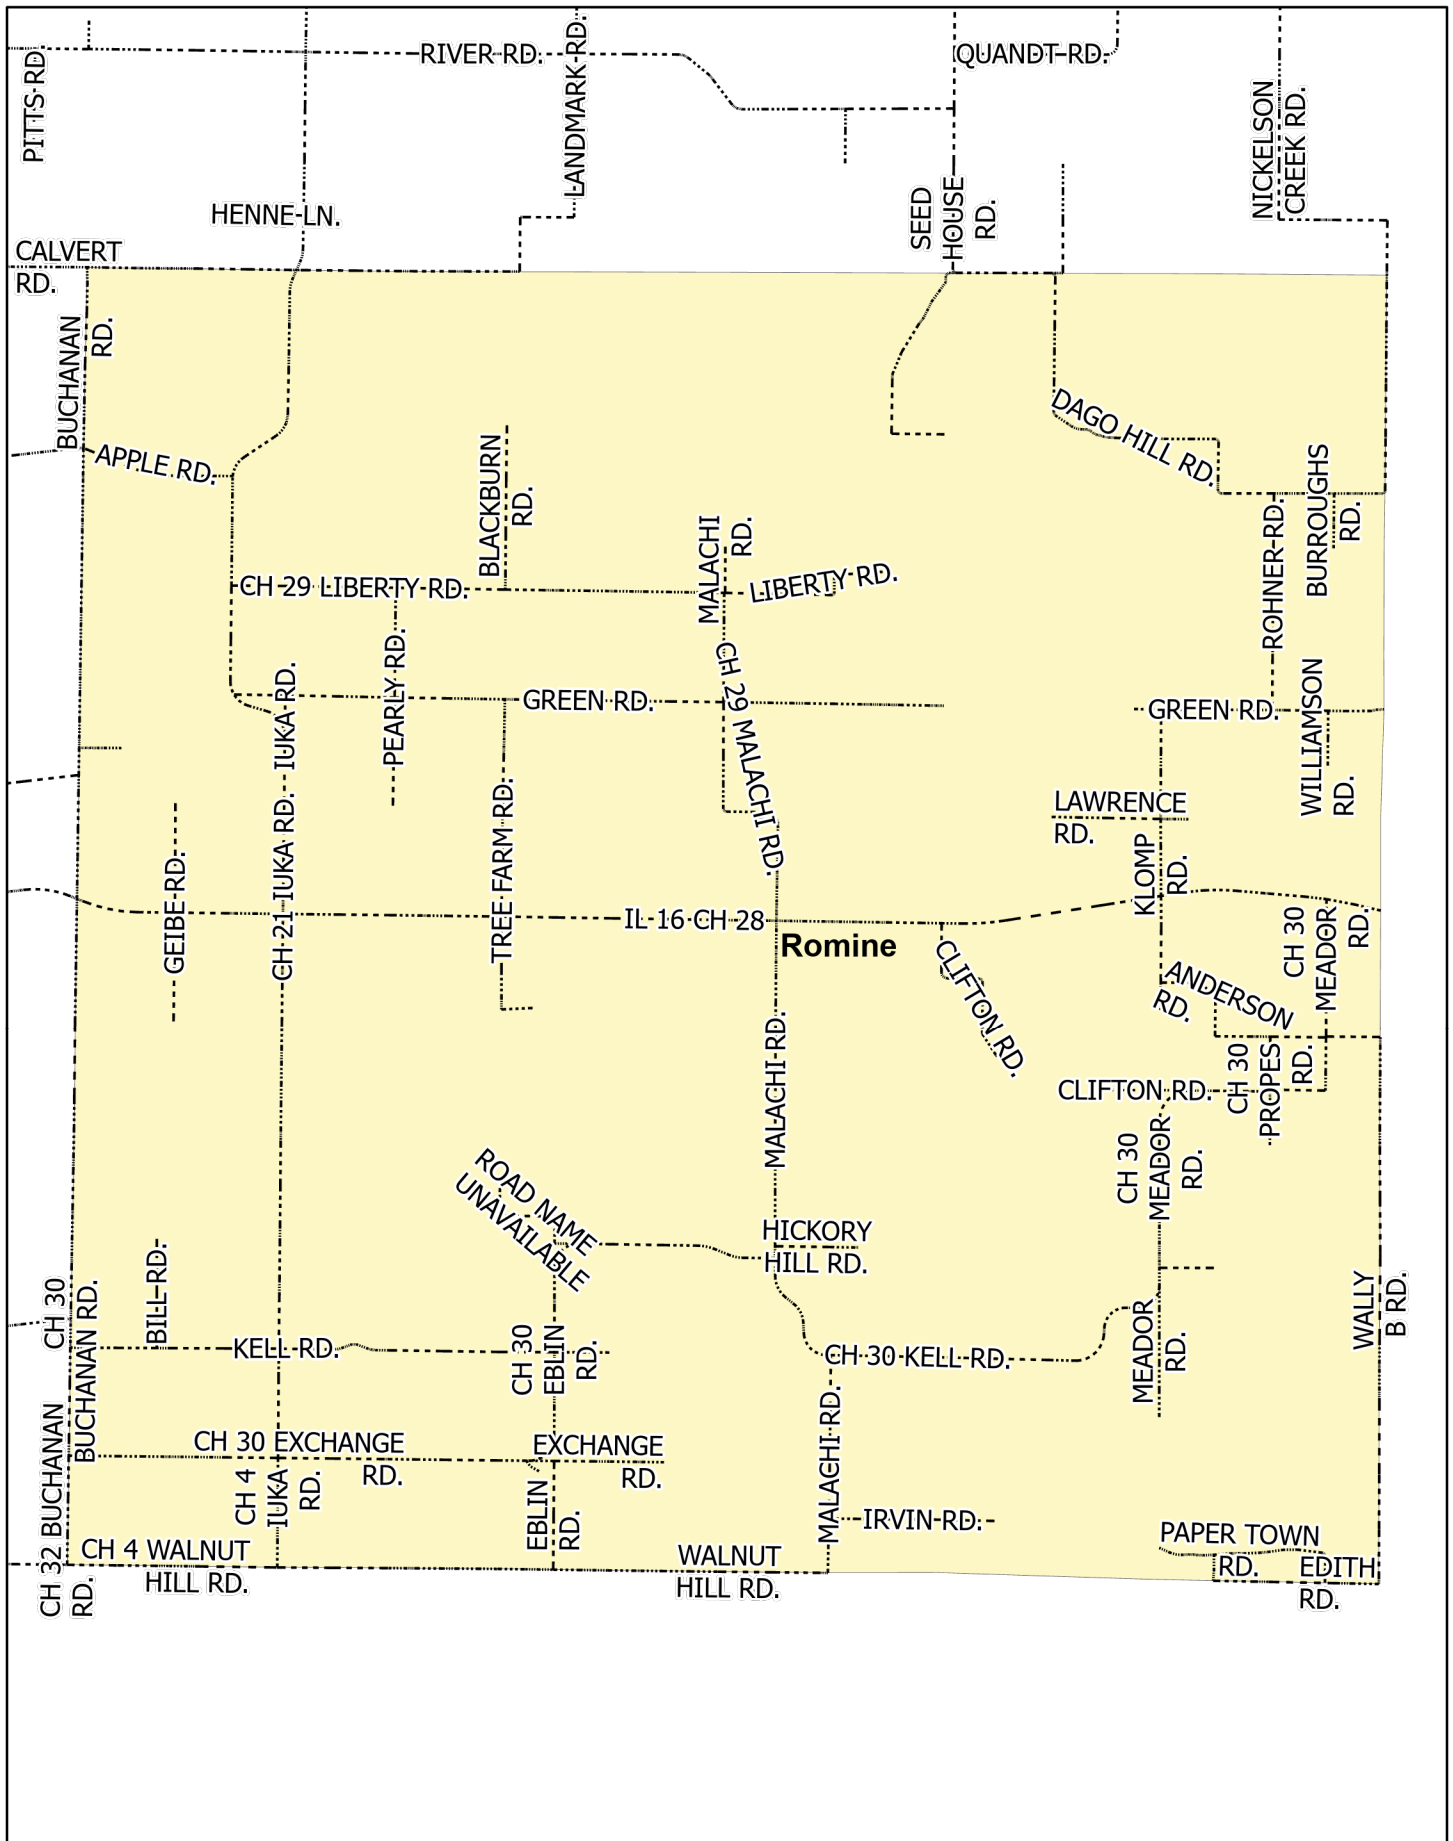 PITTS RD.
RIVER RD.
LANDMARK RD.
QUANDT RD.
NICKELSON
CREEK RD.
HENNE LN.
SEED
HOUSE
RD.
CALVERT
RD.
BUCHANAN
RD.
APPLE RD.
BLACKBURN
RD.
DAGO HILL RD.
BURROUGHS
RD.
ROHNER RD.
MALACHI
RD.
CH 29 LIBERTY RD.
LIBERTY RD.
PEARLY RD.
IUKA RD.
GREEN RD.
CH 29 MALACHI RD.
GREEN RD.
WILLIAMSON
RD.
LAWRENCE
RD.
KLOMP
RD.
GEIBE RD.
CH 21 IUKA RD.
TREE FARM RD.
IL 16 CH 28
Romine
CLIFTON RD.
ANDERSON
RD.
CH 30
MEADOR
RD.
MALACHI RD.
CH 30
PROPES
RD.
CLIFTON RD.
CH 30
MEADOR
RD.
ROAD NAME
UNAVAILABLE
HICKORY
HILL RD.
BILL RD.
CH 30
BUCHANAN RD.
KELL RD.
CH 30
EBLIN
RD.
CH 30 KELL RD.
MEADOR
RD.
WALLY
B RD.
MALACHI RD.
CH 30 EXCHANGE
RD.
EXCHANGE
RD.
CH 4
IUKA
RD.
EBLIN
RD.
IRVIN RD.
PAPER TOWN
RD.
EDITH
RD.
CH 32 BUCHANAN
RD.
CH 4 WALNUT
HILL RD.
WALNUT
HILL RD.